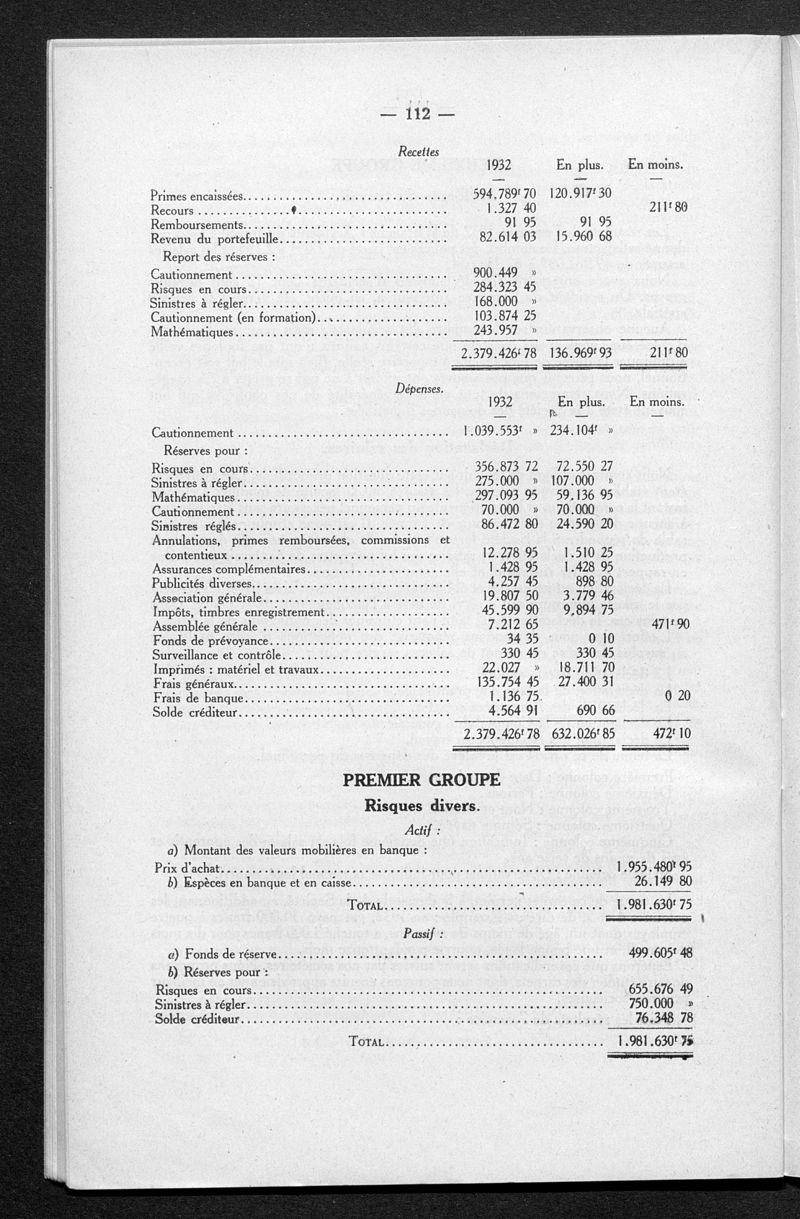 — 112 —
Recettes
1932 En plus. En moins.
Primes encaissées................................ 594.789f 70 120.917f 30
Recours ................................ 1.327 40 211f 80
Remboursements................................ 91 95 91 95
Revenu du portefeuille................................ 82.614 03 15.960 68
Report des réserves :
Cautionnement ................................ 900.449 »
Risques en cours................................ 284.323 45
Sinistres à régler................................ 168.000 »
Cautionnement (en formation)................................ 103.874 25
Mathématiques................................ 243.957 »
2.379.426f 78 136.969f 93 211f 80
Dépenses.
1932 En plus. En moins.
Cautionnement ................................ 1.039.553f » 234.104f »
Réserves pour :
Risques en cours................................ 356.873 72 72.550 27
Sinistres à régler................................ 275.000 » 107.000 »
Mathématiques................................ 297.093 95 59.136 95
Cautionnement ................................ 70.000 » 70.000 »
Sinistres réglés................................ 86.472 80 24.590 20
Annulations, primes remboursées, commissions et
contentieux ................................ 12.278 95 1.510 25
Assurances complémentaires................................ 1.428 95 1.428 95
Publicités diverses................................ 4.257 45 898 80
Association générale................................ 19.807 50 3.779 46
Impôts, timbres enregistrement................................ 45.599 90 9.894 75
Assemblée générale ................................ 7.212 65 471f 90
Fonds de prévoyance................................ 34 35 0 10
Surveillance et contrôle................................ 330 45 330 45
Imprimés : matériel et travaux................................ 22.027 » 18.711 70
Frais généraux................................ 135.754 45 27.400 31
Frais de banque................................ 1.136 75 0 20
Solde créditeur................................ 4.564 91 690 66
2.379.426f 78 632.026f 85 472f 10
PREMIER GROUPE
Risques divers.
Actif :
a) Montant des valeurs mobilières en banque :
Prix d'achat................................ 1.955.480f 95
b) Espèces en banque et en caisse................................ 26.149 80
TOTAL................................ 1.981.630f 75
Passif :
a) Fonds de réserve................................ 499.605f 48
b) Réserves pour :
Risques en cours................................ 655.676 49
Sinistres à régler................................ 750.000 »
Solde créditeur................................ 76.348 78
TOTAL................................ 1.981.630f 75